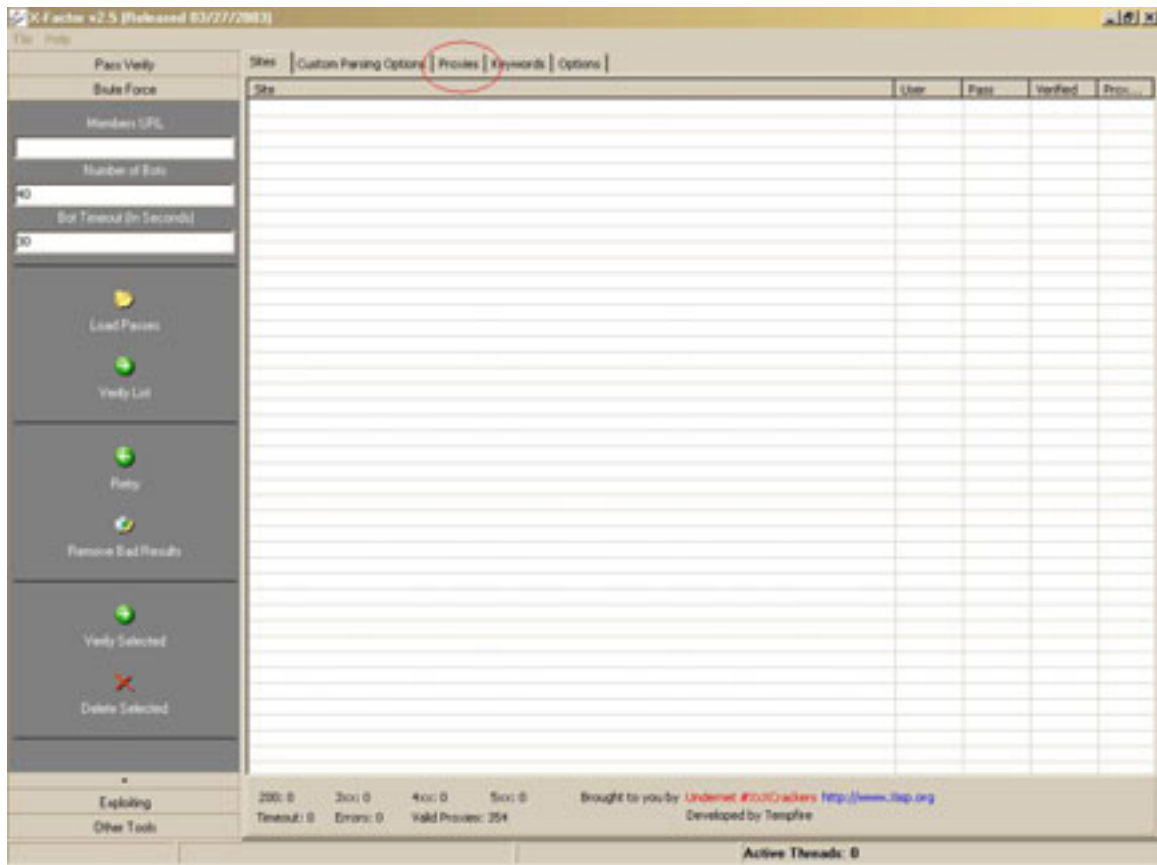 X-Factor v2.5 (Released 03/27/2003)
File Help
Pass Verify
Brute Force
Members URL
Number of Bots
40
Bot Timeout (In Seconds)
30
Load Passes
Verify List
Retry
Remove Bad Results
Verify Selected
Delete Selected
Exploiting
Other Tools
Sites Custom Parsing Options Proxies Keywords Options
Site User Pass Verified Prox...
200: 0 3xx: 0 4xx: 0 5xx: 0 Brought to you by Undernet
Timeout: 0 Errors: 0 Valid Proxies: 254 Developed by Tempfire
Active Threads: 0